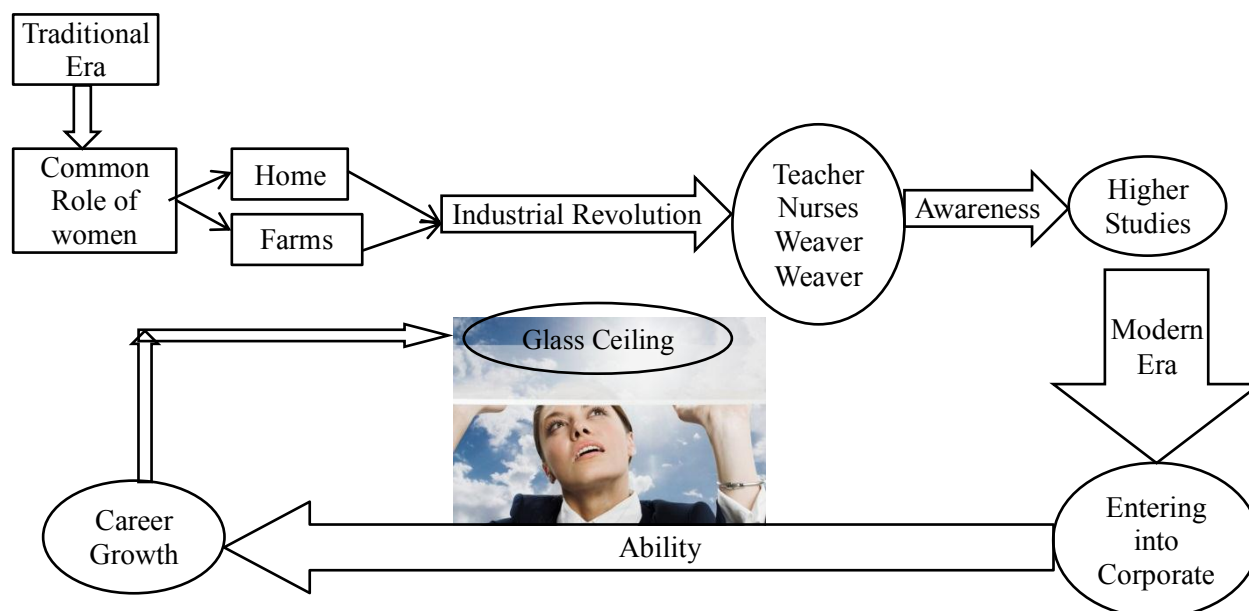 Traditional
Era
Common
Role of
women
Home
Farms
Industrial Revolution
Teacher
Nurses
Weaver
Weaver
Awareness
Higher
Studies
Modern
Era
Glass Ceiling
Entering
into
Corporate
Ability
Career
Growth